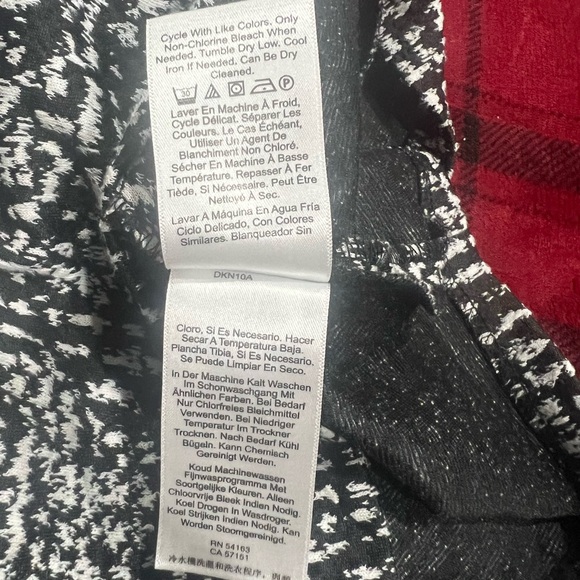 Cycle With Like Colors. Only
Non-Chlorine Bleach When
Needed. Tumble Dry Low. Cool
Iron If Needed. Can Be Dry
Cleaned.
30 P
Laver En Machine À Froid,
Cycle Délicat. Séparer Les
Couleurs. Le Cas Échéant,
Utiliser Un Agent De
Blanchiment Non Chloré.
Sécher En Machine À Basse
Température. Repasser À Fer
Tiède, Si Nécessaire. Peut Être
Nettoyé À Sec.
Lavar A Máquina En Agua Fría
Ciclo Delicado, Con Colores
Similares. Blanqueador Sin
DKN10A
Cloro, Si Es Necesario. Hacer
Secar A Temperatura Baja.
Plancha Tibia, Si Es Necesario.
Se Puede Limpiar En Seco.
In Der Maschine Kalt Waschen
Im Schonwaschgang Mit
Ähnlichen Farben. Bei Bedarf
Nur Chlorfreies Bleichmittel
Verwenden. Bei Niedriger
Temperatur Im Trockner
Trocknen. Nach Bedarf Kühl
Bügeln. Kann Chemisch
Gereinigt Werden.
Koud Machinewassen
Fijnwasprogramma Met
Soortgelijke Kleuren. Alleen
Chloorvrije Bleek Indien Nodig.
Koel Drogen In Wasdroger.
Koel Strijken Indien Nodig. Kan
Worden Stoomgereinigd.
RN 54163
CA 57151